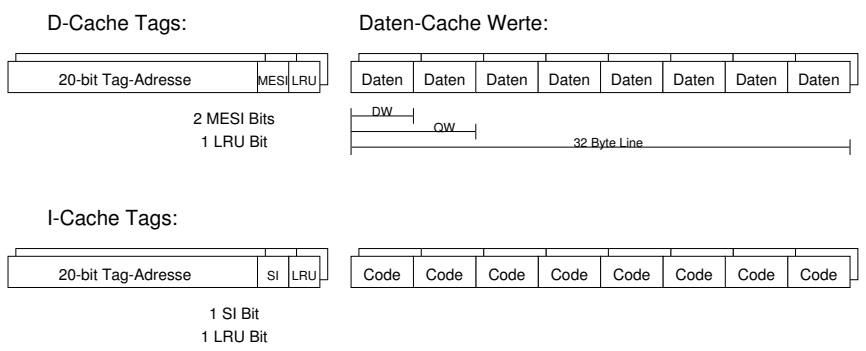 D-Cache Tags: Daten-Cache Werte:
20-bit Tag-Adresse MESI LRU Daten Daten Daten Daten Daten Daten Daten Daten
2 MESI Bits
1 LRU Bit
DW
QW
32 Byte Line
I-Cache Tags:
20-bit Tag-Adresse SI LRU Code Code Code Code Code Code Code Code
1 SI Bit
1 LRU Bit